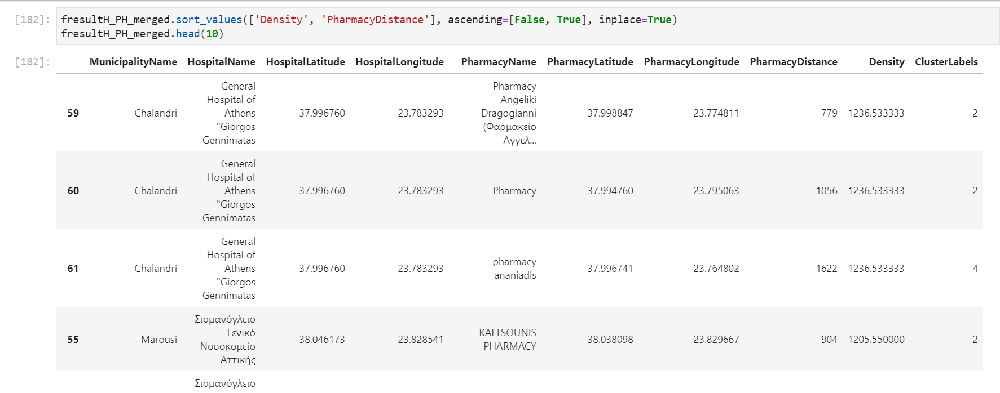 [182]:
fresultH_PH_merged.sort_values(['Density', 'PharmacyDistance'], ascending=[False, True], inplace=True)
fresultH_PH_merged.head(10)
[182]:
MunicipalityName HospitalName HospitalLatitude HospitalLongitude PharmacyName PharmacyLatitude PharmacyLongitude PharmacyDistance Density ClusterLabels
59
Chalandri
General
Hospital of
Athens
"Giorgos
Gennimatas
37.996760
23.783293
Pharmacy
Angeliki
Dragogianni
(Φαρμακείο
Αγγελ...
37.998847
23.774811
779
1236.533333
2
60
Chalandri
General
Hospital of
Athens
"Giorgos
Gennimatas
37.996760
23.783293
Pharmacy
37.994760
23.795063
1056
1236.533333
2
61
Chalandri
General
Hospital of
Athens
"Giorgos
Gennimatas
37.996760
23.783293
pharmacy
ananiadis
37.996741
23.764802
1622
1236.533333
4
55
Marousi
Σισμανόγλειο
Γενικό
Νοσοκομείο
Αττικής
38.046173
23.828541
KALTSOUNIS
PHARMACY
38.038098
23.829667
904
1205.550000
2
Σισμανόγλειο